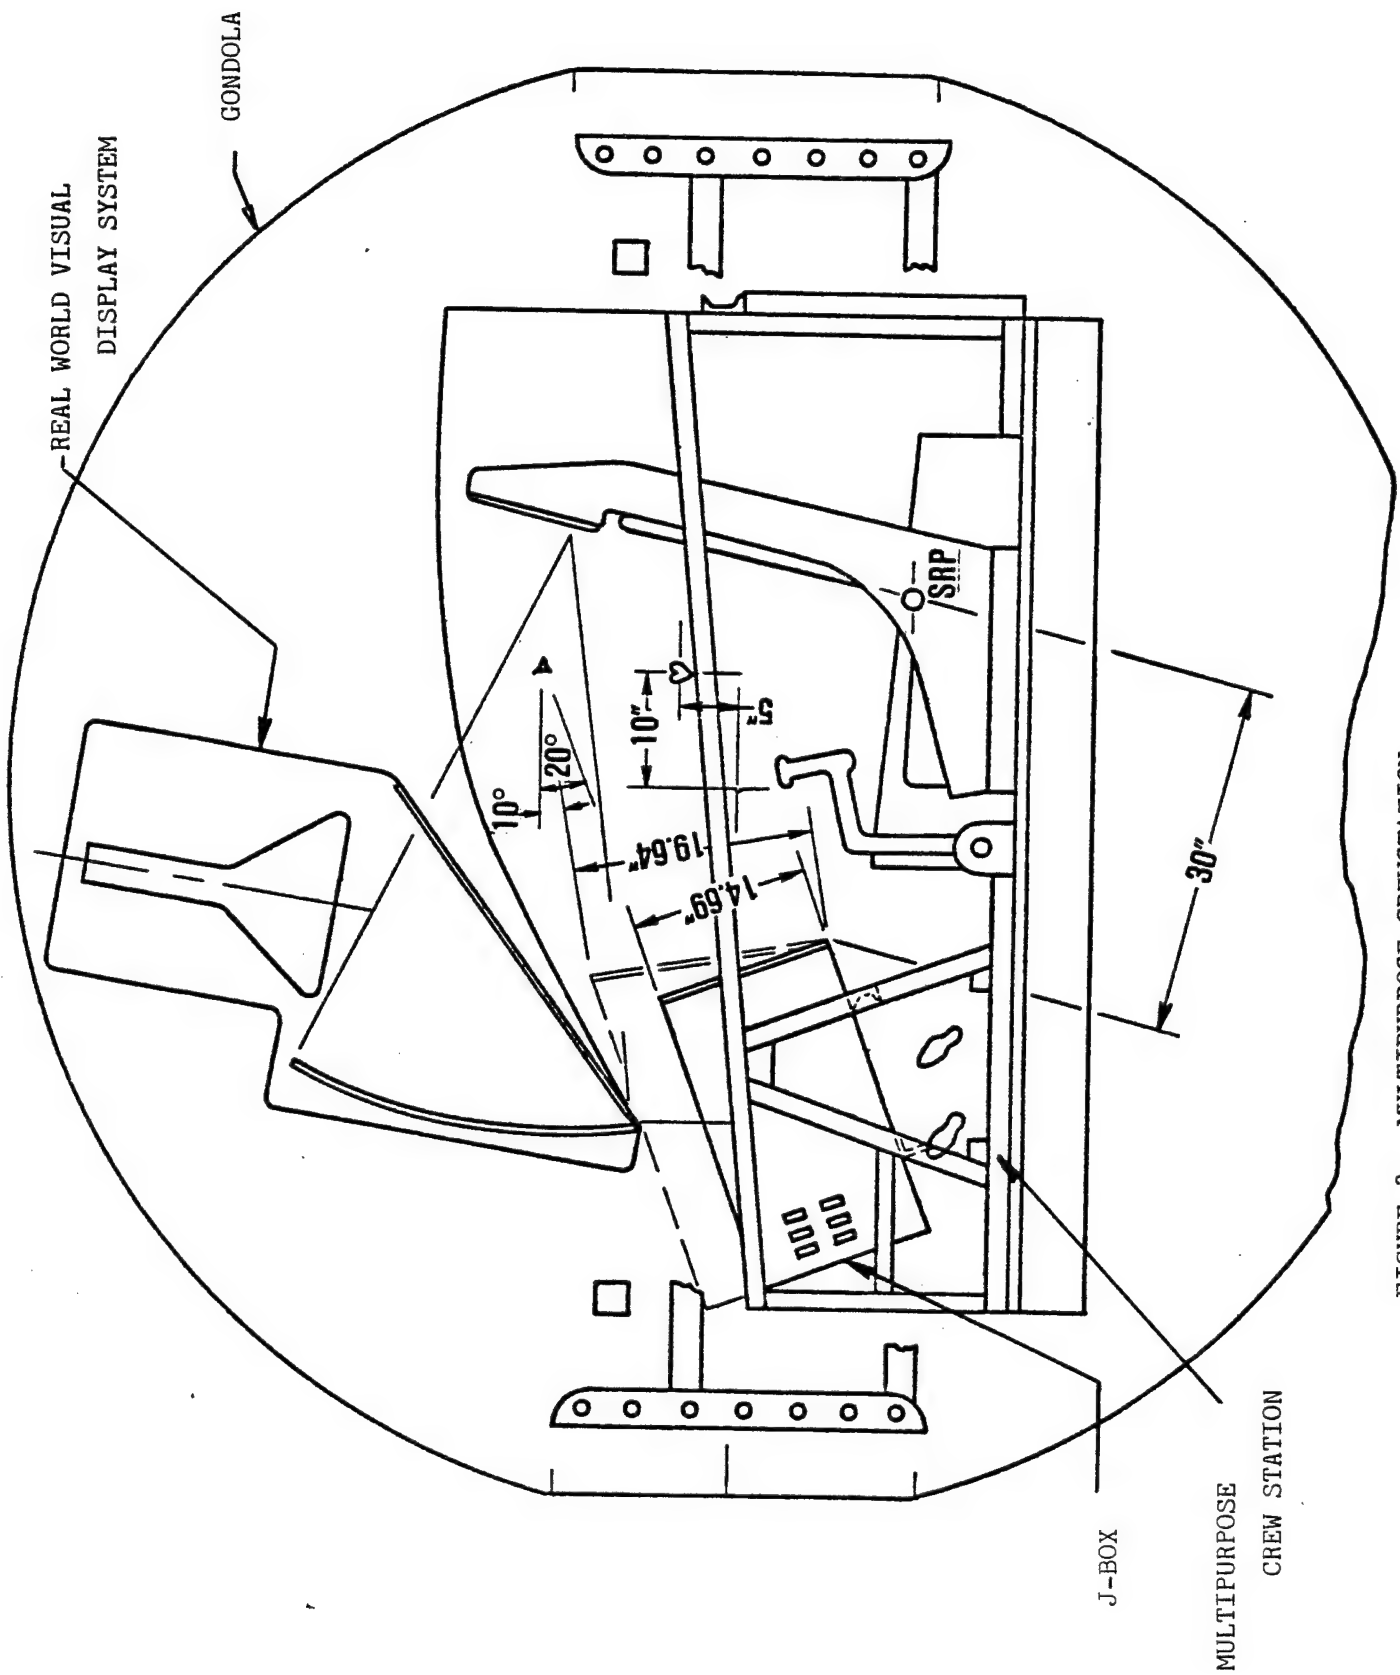 GONDOLA
REAL WORLD VISUAL
DISPLAY SYSTEM
10°
20°
10"
5"
19.64"
14.69"
SRP
30"
J-BOX
MULTIPURPOSE
CREW STATION